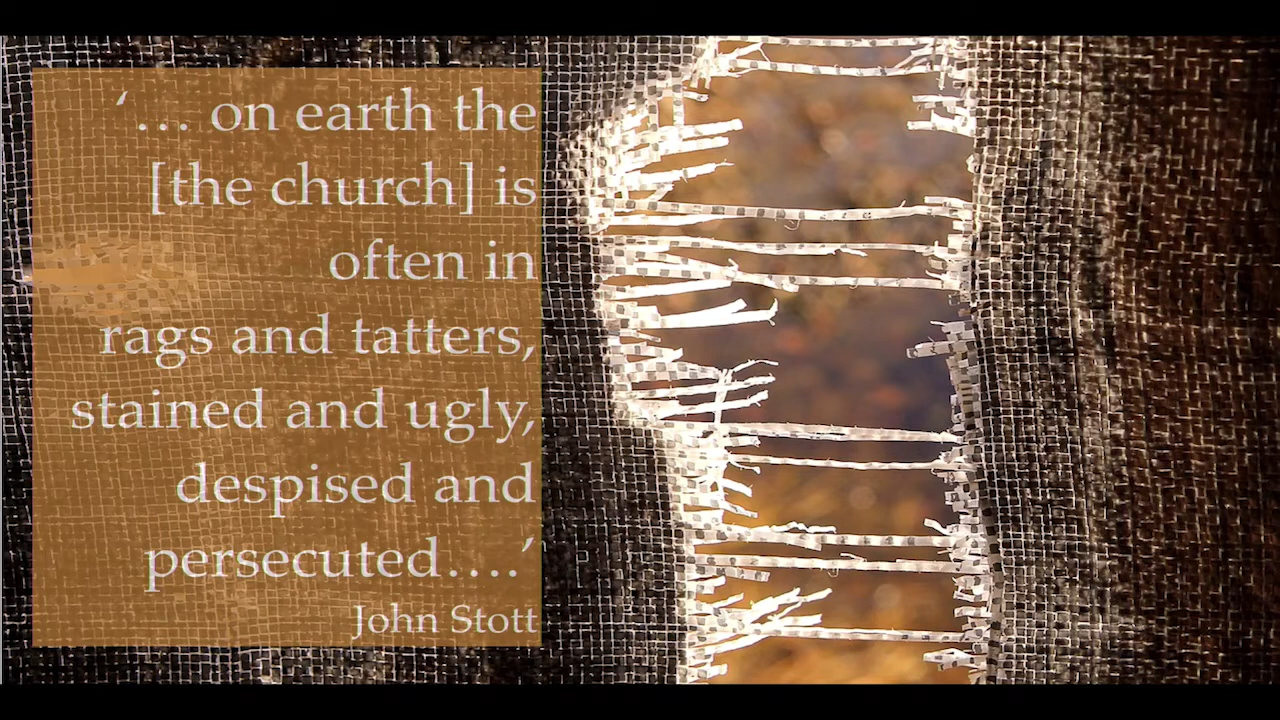 ‘… on earth the
[the church] is
often in
rags and tatters,
stained and ugly,
despised and
persecuted….’
John Stott